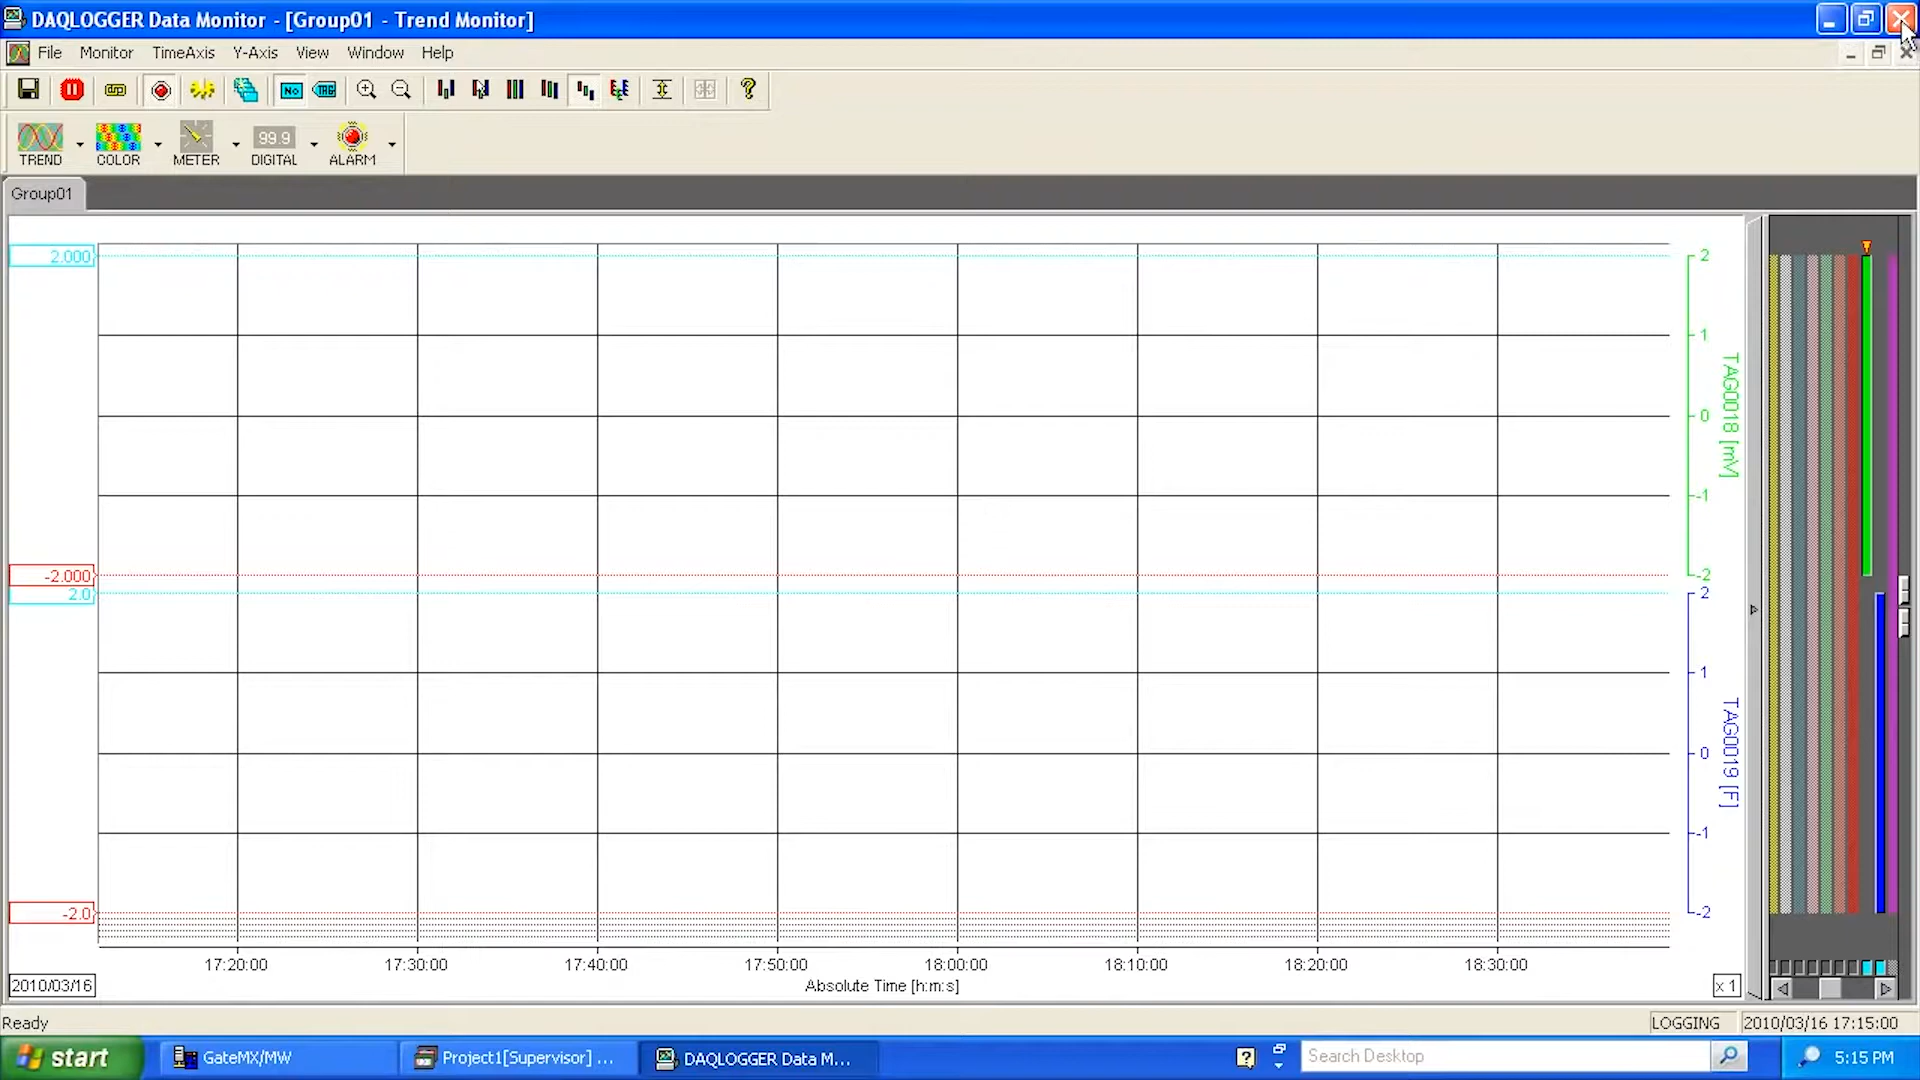 DAQLOGGER Data Monitor - [Group01 - Trend Monitor]
File Monitor TimeAxis Y-Axis View Window Help
No TAG ?
TREND COLOR METER 99.9 DIGITAL ALARM
Group01
2.000
-2.000
2.0
-2.0
2
1
0
-1
-2
TAG0018 [mV]
2
1
0
-1
-2
TAG0019 [F]
17:20:00 17:30:00 17:40:00 17:50:00 18:00:00 18:10:00 18:20:00 18:30:00
2010/03/16 Absolute Time [h:m:s] x 1
Ready LOGGING 2010/03/16 17:15:00
start GateMX/MW Project1[Supervisor] ... DAQLOGGER Data M... ? Search Desktop 5:15 PM